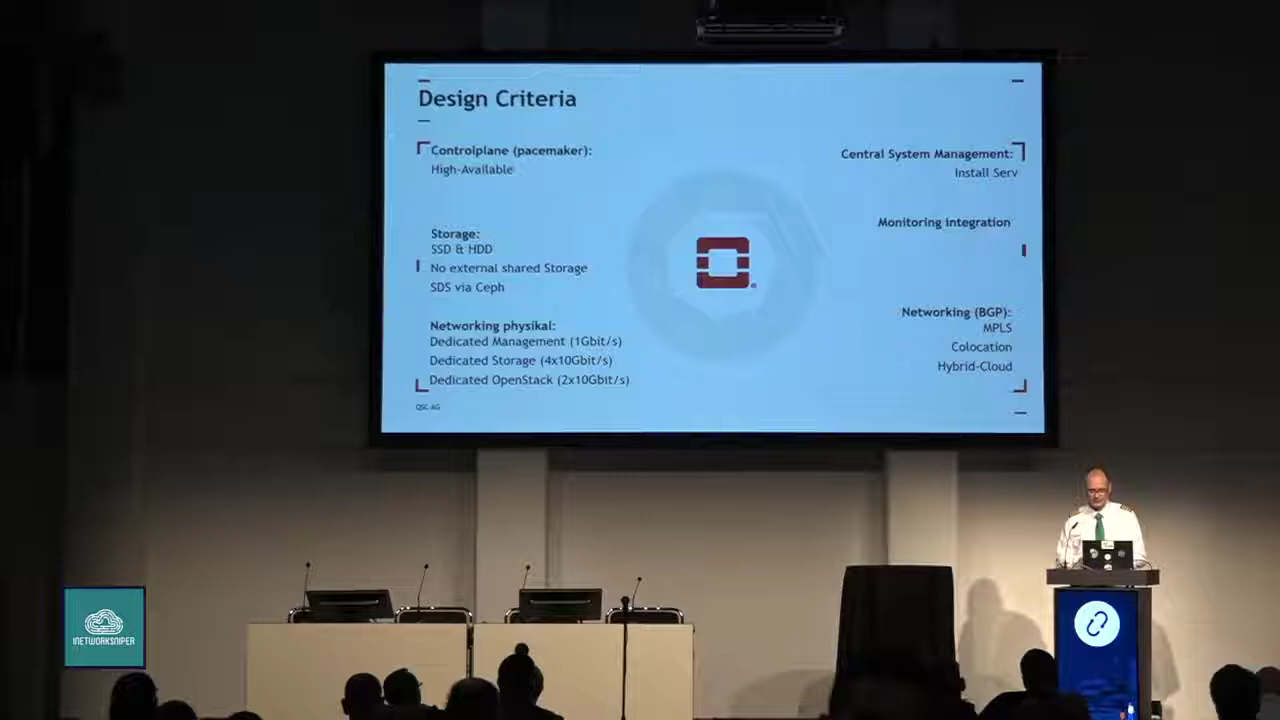 Design Criteria
Controlplane (pacemaker):
High-Available
Storage:
SSD & HDD
No external shared Storage
SDS via Ceph
Networking physikal:
Dedicated Management (1Gbit/s)
Dedicated Storage (4x10Gbit/s)
Dedicated OpenStack (2x10Gbit/s)
QSC AG
Central System Management:
Install Serv
Monitoring integration
Networking (BGP):
MPLS
Colocation
Hybrid-Cloud
INETWORKSNIPER